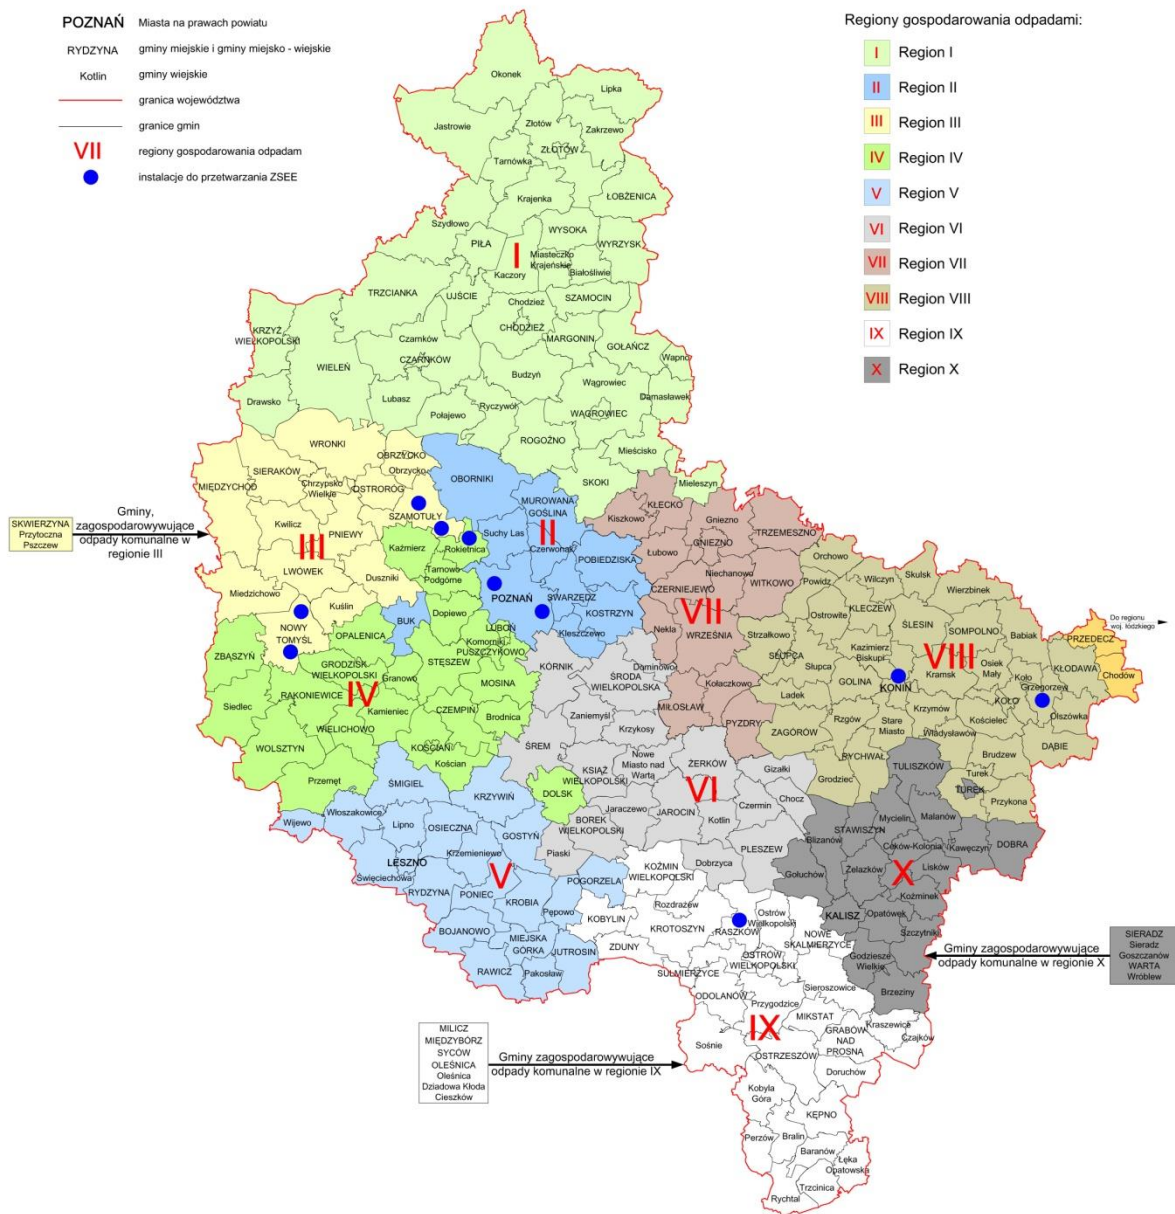 POZNAŃ Miasta na prawach powiatu
RYDZYNA gminy miejskie i gminy miejsko - wiejskie
Kotlin gminy wiejskie
granica województwa
granice gmin
VII regiony gospodarowania odpadam
instalacje do przetwarzania ZSEE
Regiony gospodarowania odpadami:
I Region I
II Region II
III Region III
IV Region IV
V Region V
VI Region VI
VII Region VII
VIII Region VIII
IX Region IX
X Region X
Okonek
Lipka
Jastrowie
Złotów
Zakrzewo
ZŁOTÓW
Tarnówka
ŁOBŻENICA
Krajenka
Szydłowo
WYSOKA
PIŁA
WYRZYSK
I
Miasteczko
Krajeńskie
Kaczory
Białośliwie
TRZCIANKA
UJŚCIE
SZAMOCIN
Chodzież
CHODZIEŻ
KRZYŻ
WIELKOPOLSKI
Czarnków
MARGONIN
GOŁAŃCZ
CZARNKÓW
Wapno
WIELEŃ
Budzyń
Wągrowiec
Damasławek
Drawsko
Lubasz
Połajewo
Ryczywół
WĄGROWIEC
ROGOŹNO
Mieścisko
SKOKI
Mieleszyn
WRONKI
OBRZYCKO
Obrzycko
SIERAKÓW
MIĘDZYCHÓD
Chrzypsko
Wielkie
OSTRORÓG
SZAMOTUŁY
Kwilicz
PNIEWY
III
LWÓWEK
Duszniki
Miedzichowo
Kuślin
NOWY
TOMYŚL
Gminy,
zagospodarowywujące
odpady komunalne w
regionie III
SKWIERZYNA
Przytoczna
Pszczew
OBORNIKI
MUROWANA
GOŚLINA
II
Suchy Las
Czerwonak
POBIEDZISKA
POZNAŃ
SWARZĘDZ
KOSTRZYN
Kleszczewo
BUK
Kaźmierz
Rokietnica
Tarnowo
Podgórne
Dopiewo
LUBOŃ
Komorniki
PUSZCZYKOWO
OPALENICA
ZBĄSZYŃ
GRODZISK
WIELKOPOLSKI
STĘSZEW
Granowo
RAKONIEWICE
IV
MOSINA
Siedlec
Kamieniec
CZEMPIŃ
Brodnica
WIELICHOWO
WOLSZTYN
KOŚCIAN
Kościan
Przemęt
DOLSK
KŁECKO
Kiszkowo
Gniezno
TRZEMESZNO
GNIEZNO
Łubowo
Niechanowo
WITKOWO
CZERNIEJEWO
VII
Nekla
WRZEŚNIA
Kołaczkowo
MIŁOSŁAW
PYZDRY
Orchowo
Skulsk
Wilczyn
Powidz
Wierzbinek
KLECZEW
Ostrowite
ŚLESIN
SOMPOLNO
Babiak
Strzałkowo
Kazimierz
Biskupi
VIII
SŁUPCA
Słupca
Osiek
Mały
KŁODAWA
GOLINA
KONIN
Kramsk
Koło
Grzegorzew
KOŁO
Lądek
Krzymów
Olszówka
Rzgów
Stare
Miasto
Kościelec
Władysławów
ZAGORÓW
DĄBIE
RYCHWAŁ
Brudzew
Grodziec
Turek
TUREK
Przykona
PRZEDECZ
Chodów
Do regionu
woj. łódzkiego
KÓRNIK
Dominowo
ŚRODA
WIELKOPOLSKA
Zaniemyśl
Krzykosy
ŚREM
Nowe
Miasto nad
Wartą
ŻERKÓW
Gizałki
KSIĄŻ
WIELKOPOLSKI
VI
Chocz
Jaraczewo
JAROCIN
Czermin
BOREK
WIELKOPOLSKI
Kotlin
Piaski
Dobrzyca
PLESZEW
ŚMIGIEL
KRZYWIŃ
Wijewo
Włoszakowice
Lipno
OSIECZNA
GOSTYŃ
Krzemieniewo
LESZNO
V
Święciechowa
POGORZELA
RYDZYNA
PONIEC
KROBIA
Pępowo
BOJANOWO
MIEJSKA
GÓRKA
JUTROSIN
RAWICZ
Pakosław
TULISZKÓW
Mycielin
Malanów
STAWISZYN
Blizanów
Ceków-Kolonia
Kawęczyn
DOBRA
Gołuchów
Żelazków
X
Lisków
Koźminek
KALISZ
Opatówek
Szczytniki
Godziesze
Wielkie
Brzeziny
Gminy zagospodarowywujące
odpady komunalne w regionie X
SIERADZ
Sieradz
Goszczanów
WARTA
Wróblew
KOŹMIN
WIELKOPOLSKI
Rozdrażew
KOBYLIN
KROTOSZYN
RASZKÓW
Ostrów
Wielkopolski
NOWE
SKALMIERZYCE
ZDUNY
SULMIERZYCE
OSTRÓW
WIELKOPOLSKI
Sieroszowice
ODOLANÓW
Przygodzice
MIKSTAT
Kraszewice
IX
GRABÓW
NAD
PROSNĄ
Czajków
Sośnie
OSTRZESZÓW
Doruchów
Kobyla
Góra
KĘPNO
Perzów
Bralin
Baranów
Łęka
Opatowska
Trzcinica
Rychtal
MILICZ
MIĘDZYBÓRZ
SYCÓW
OLEŚNICA
Oleśnica
Dziadowa Kłoda
Cieszków
Gminy zagospodarowywujące
odpady komunalne w regionie IX